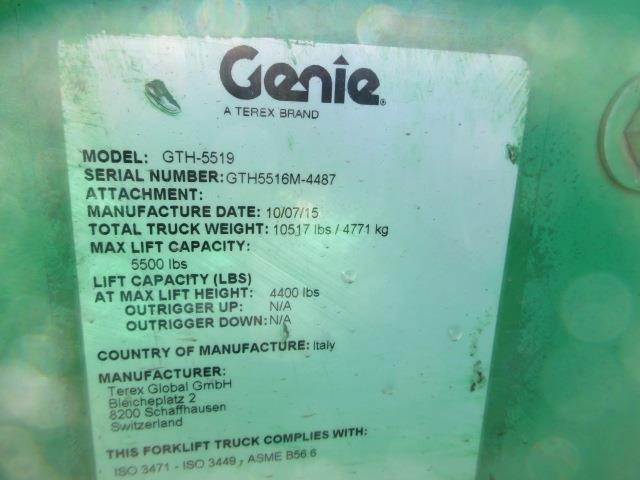 Genie
A TEREX BRAND
MODEL: GTH-5519
SERIAL NUMBER: GTH5516M-4487
ATTACHMENT:
MANUFACTURE DATE: 10/07/15
TOTAL TRUCK WEIGHT: 10517 lbs / 4771 kg
MAX LIFT CAPACITY:
5500 lbs
LIFT CAPACITY (LBS)
AT MAX LIFT HEIGHT: 4400 lbs
OUTRIGGER UP: N/A
OUTRIGGER DOWN: N/A
COUNTRY OF MANUFACTURE: Italy
MANUFACTURER:
Terex Global GmbH
Bleicheplatz 2
8200 Schaffhausen
Switzerland
THIS FORKLIFT TRUCK COMPLIES WITH:
ISO 3471 - ISO 3449, ASME B56.6